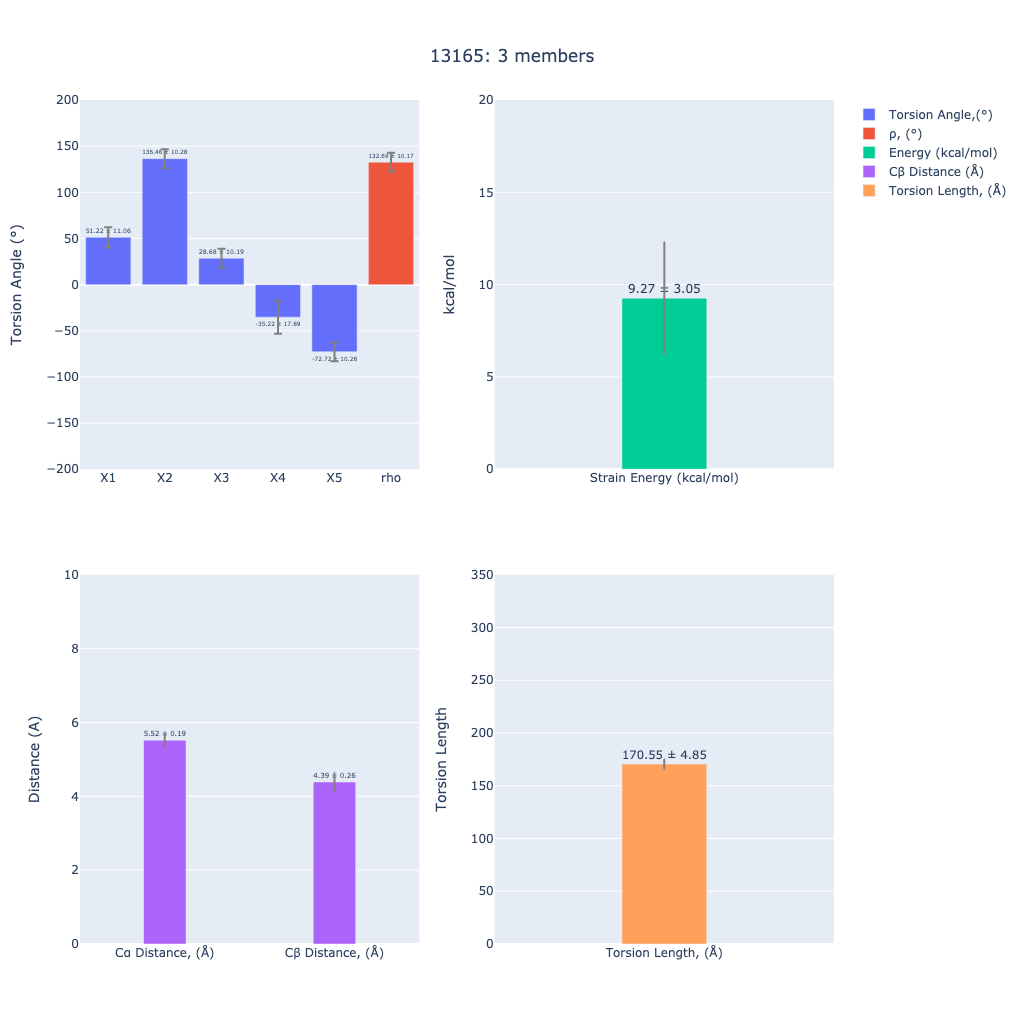 13165: 3 members
Torsion Angle (°)
200
150
100
50
0
−50
−100
−150
−200
51.22 ± 11.06
136.46 ± 10.28
28.68 ± 10.19
-35.22 ± 17.89
-72.72 ± 10.28
132.69 ± 10.17
X1 X2 X3 X4 X5 rho
kcal/mol
20
15
10
5
0
9.27 ± 3.05
Strain Energy (kcal/mol)
Torsion Angle,(°)
ρ, (°)
Energy (kcal/mol)
Cβ Distance (Å)
Torsion Length, (Å)
Distance (A)
10
8
6
4
2
0
5.52 ± 0.19
4.39 ± 0.26
Cα Distance, (Å) Cβ Distance, (Å)
Torsion Length
350
300
250
200
150
100
50
0
170.55 ± 4.85
Torsion Length, (Å)